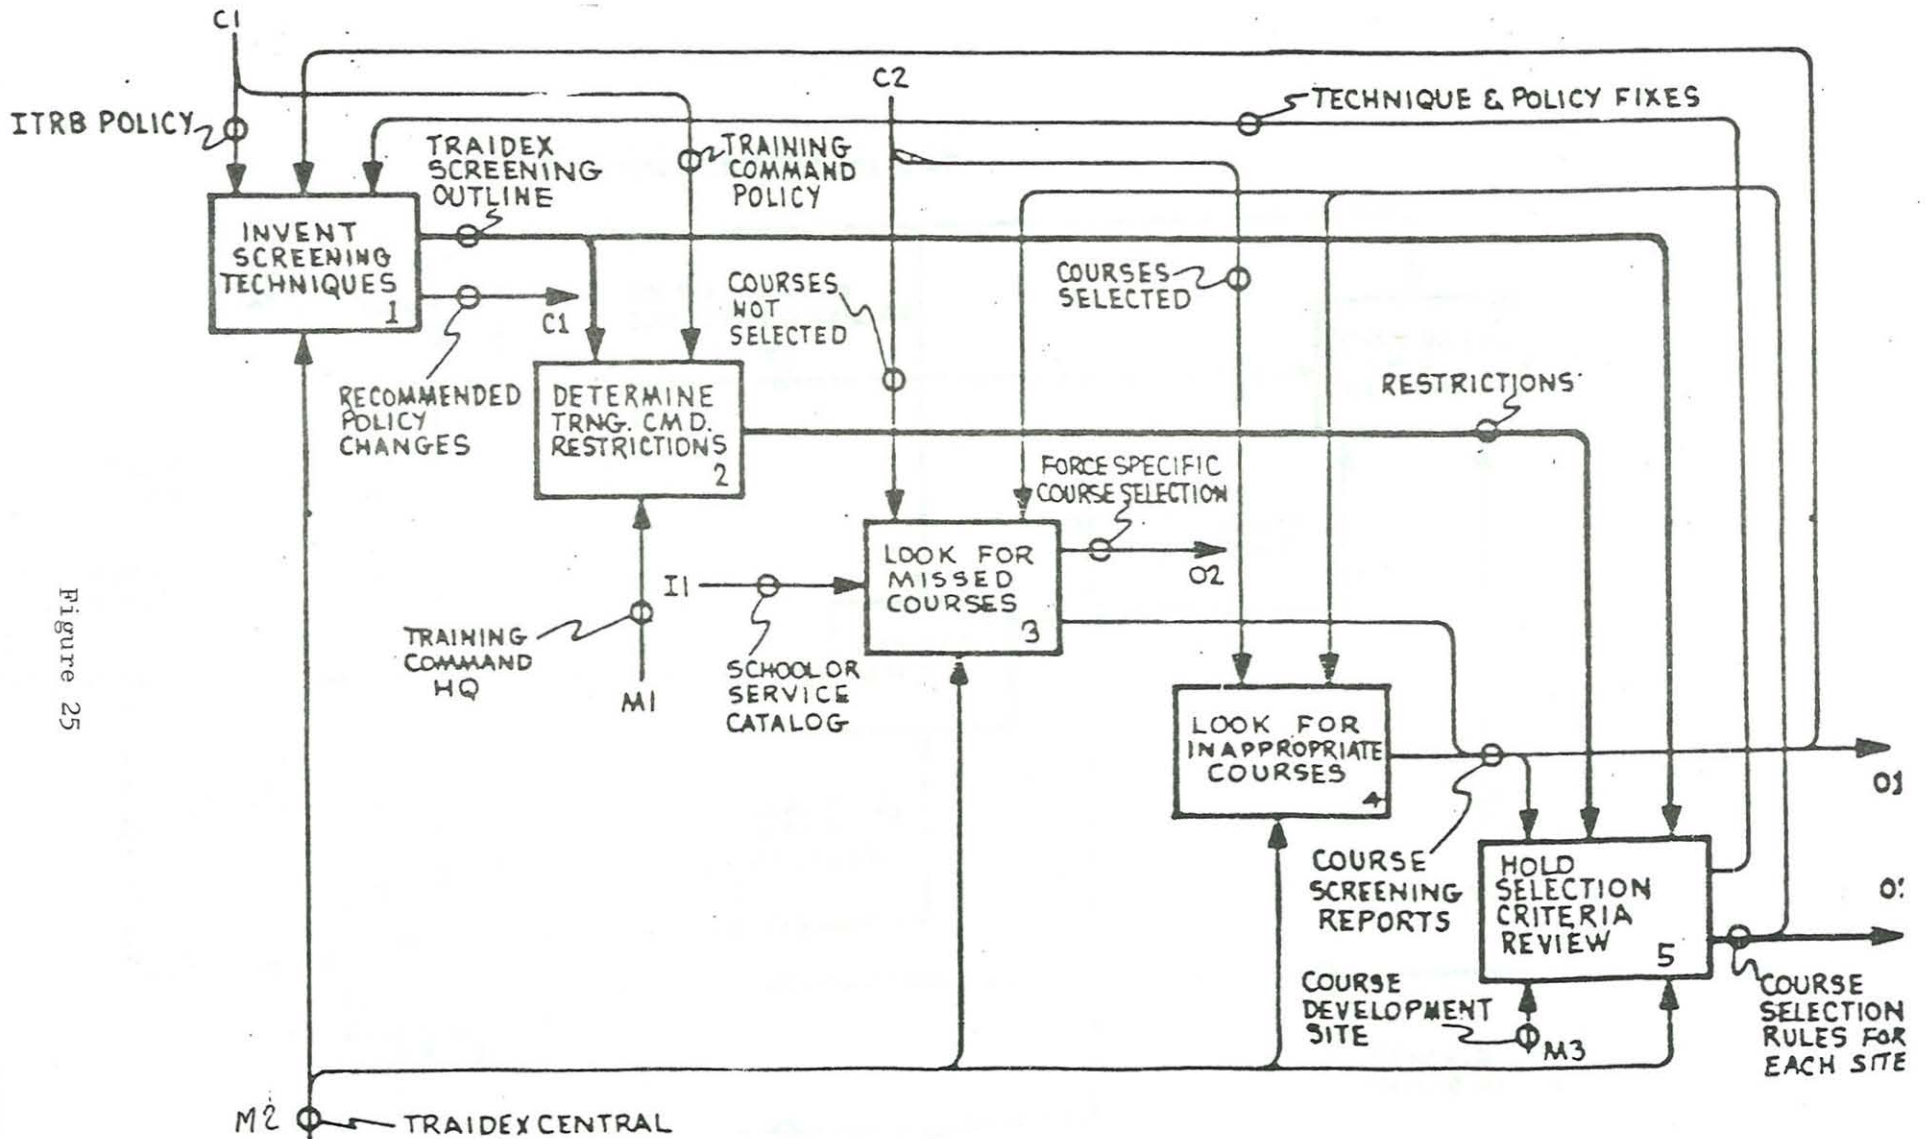 C1
C2
ITRB POLICY
TRAIDEX
SCREENING
OUTLINE
TRAINING
COMMAND
POLICY
TECHNIQUE & POLICY FIXES
INVENT
SCREENING
TECHNIQUES
1
C1
RECOMMENDED
POLICY
CHANGES
COURSES
NOT
SELECTED
COURSES
SELECTED
DETERMINE
TRNG. CMD.
RESTRICTIONS
2
RESTRICTIONS
FORCE SPECIFIC
COURSE SELECTION
LOOK FOR
MISSED
COURSES
3
O2
I1
TRAINING
COMMAND
HQ
M1
SCHOOL OR
SERVICE
CATALOG
LOOK FOR
INAPPROPRIATE
COURSES
4
O1
COURSE
SCREENING
REPORTS
HOLD
SELECTION
CRITERIA
REVIEW
5
COURSE
DEVELOPMENT
SITE
M3
COURSE
SELECTION
RULES FOR
EACH SITE
M2
TRAIDEX CENTRAL
Figure 25